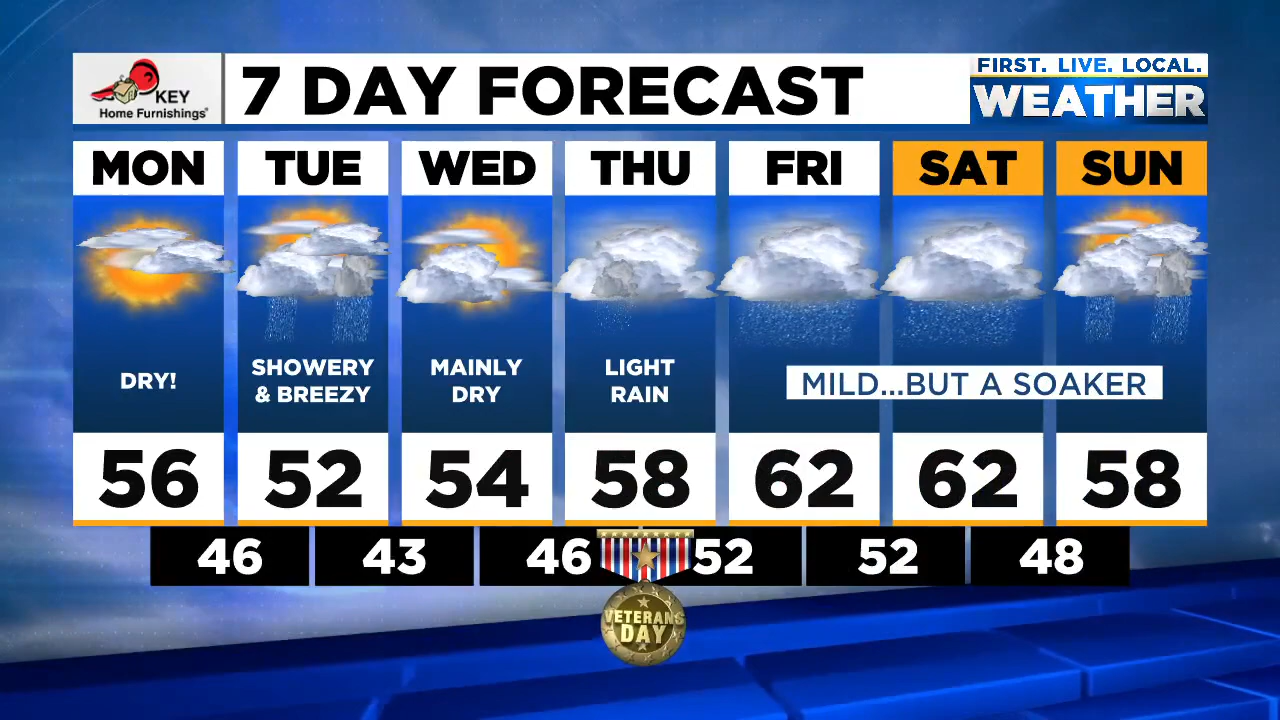 KEY
Home Furnishings®
7 DAY FORECAST
FIRST. LIVE. LOCAL.
WEATHER
MON TUE WED THU FRI SAT SUN
DRY!
SHOWERY
& BREEZY
MAINLY
DRY
LIGHT
RAIN
MILD...BUT A SOAKER
56 52 54 58 62 62 58
46 43 46 52 52 48
VETERANS
DAY